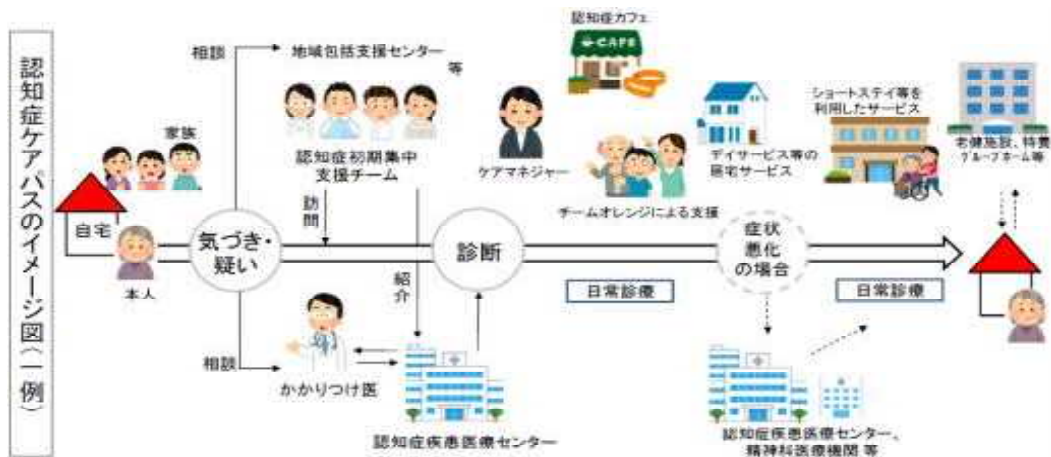 認知症ケアパスのイメージ図(一例)
家族
自宅
本人
相談
気づき・
疑い
相談
地域包括支援センター 等
認知症初期集中
支援チーム
訪問
紹介
かかりつけ医
認知症疾患医療センター
診断
ケアマネジャー
認知症カフェ
CAFE
チームオレンジによる支援
デイサービス等の
居宅サービス
日常診療
症状
悪化
の場合
ショートステイ等を
利用したサービス
認知症疾患医療センター、
精神科医療機関 等
日常診療
老健施設、特養
グループホーム等